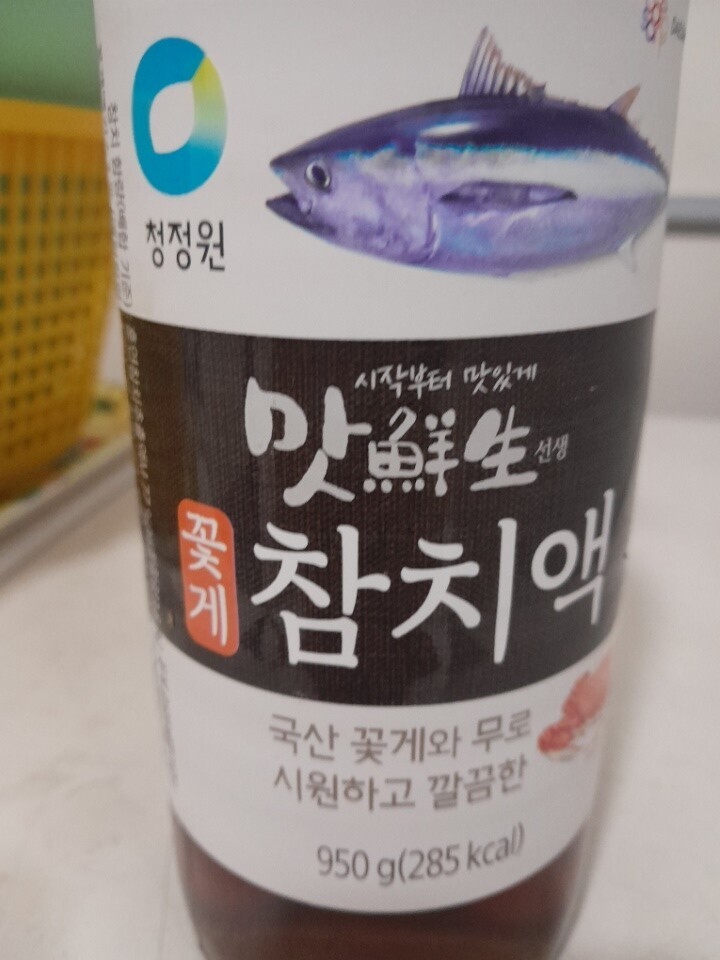 청정원
시작부터 맛있게
맛鮮生 선생
꽃게
참치액
국산 꽃게와 무로
시원하고 깔끔한
950 g(285 kcal)